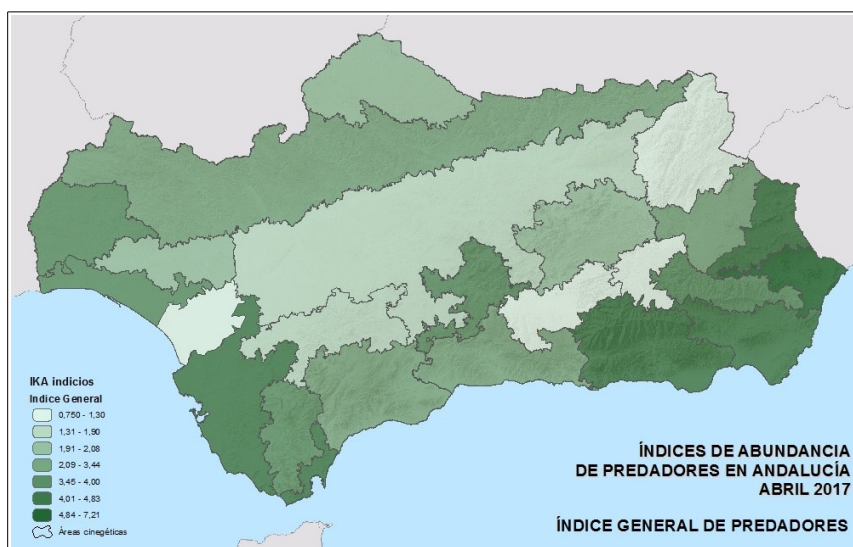 IKA indicios
Indice General
0,750 - 1,30
1,31 - 1,90
1,91 - 2,08
2,09 - 3,44
3,45 - 4,00
4,01 - 4,83
4,84 - 7,21
Áreas cinegéticas
ÍNDICES DE ABUNDANCIA
DE PREDADORES EN ANDALUCÍA
ABRIL 2017
ÍNDICE GENERAL DE PREDADORES